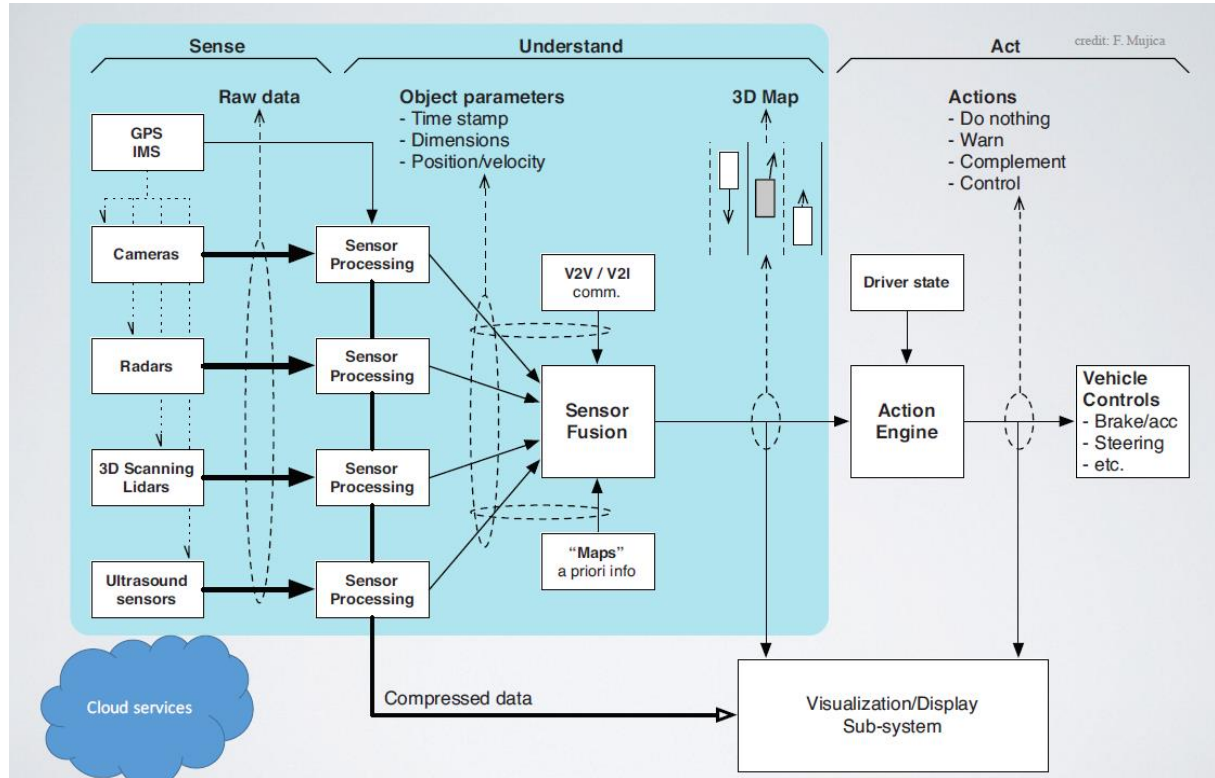 Sense
Understand
Act
credit: F. Mujica
Raw data
Object parameters
- Time stamp
- Dimensions
- Position/velocity
3D Map
Actions
- Do nothing
- Warn
- Complement
- Control
GPS
IMS
Cameras
Sensor
Processing
V2V / V2I
comm.
Driver state
Radars
Sensor
Processing
Sensor
Fusion
Action
Engine
Vehicle
Controls
- Brake/acc
- Steering
- etc.
3D Scanning
Lidars
Sensor
Processing
"Maps"
a priori info
Ultrasound
sensors
Sensor
Processing
Cloud services
Compressed data
Visualization/Display
Sub-system